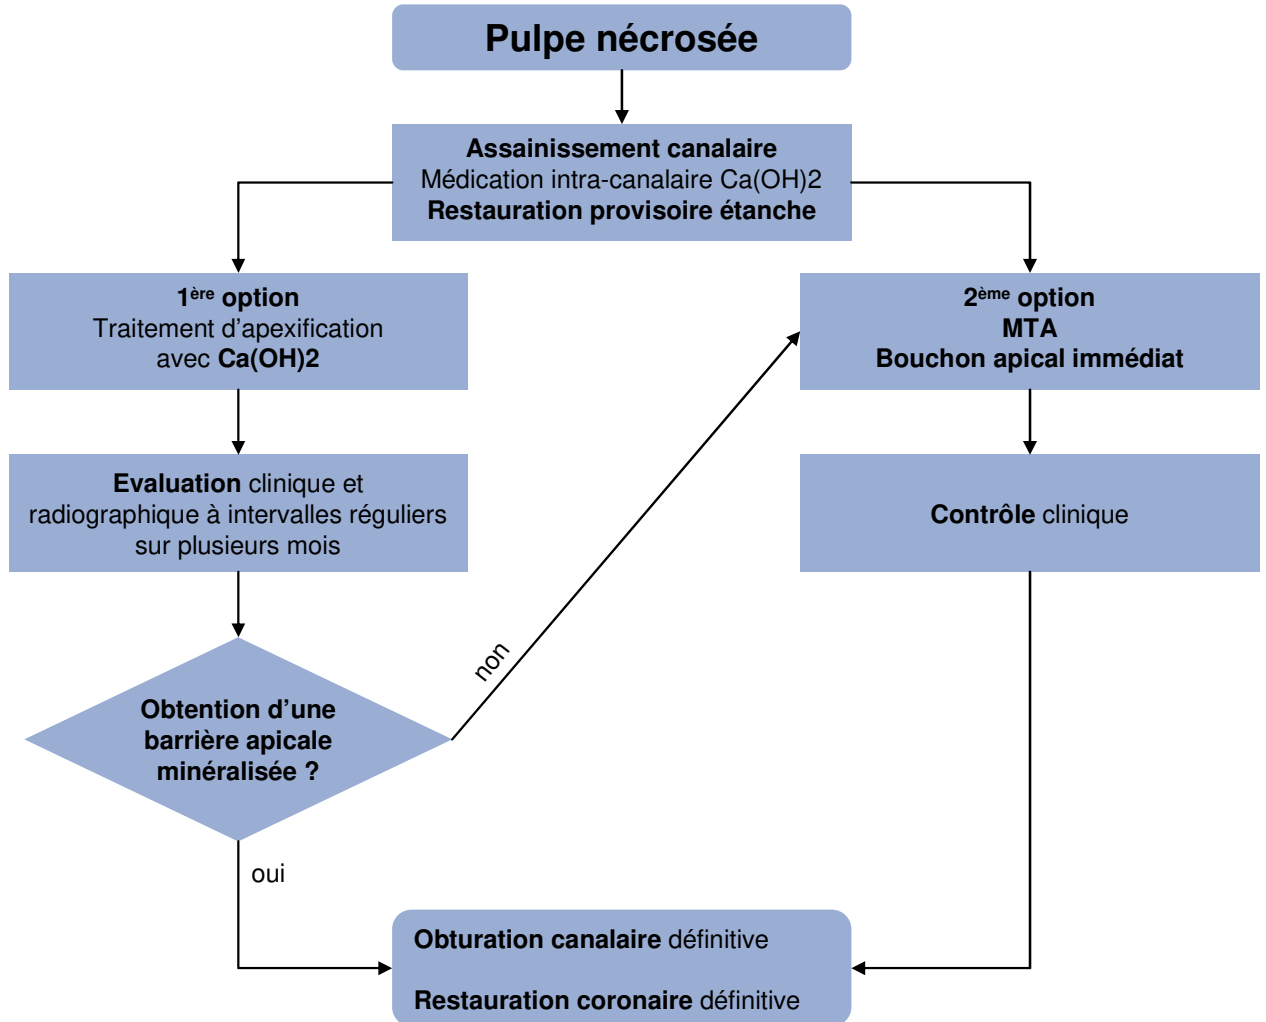 Pulpe nécrosée
Assainissement canalaire
Médication intra-canalaire Ca(OH)2
Restauration provisoire étanche
1ère option
Traitement d'apexification
avec Ca(OH)2
2ème option
MTA
Bouchon apical immédiat
Evaluation clinique et
radiographique à intervalles réguliers
sur plusieurs mois
Contrôle clinique
non
Obtention d'une
barrière apicale
minéralisée ?
oui
Obturation canalaire définitive
Restauration coronaire définitive